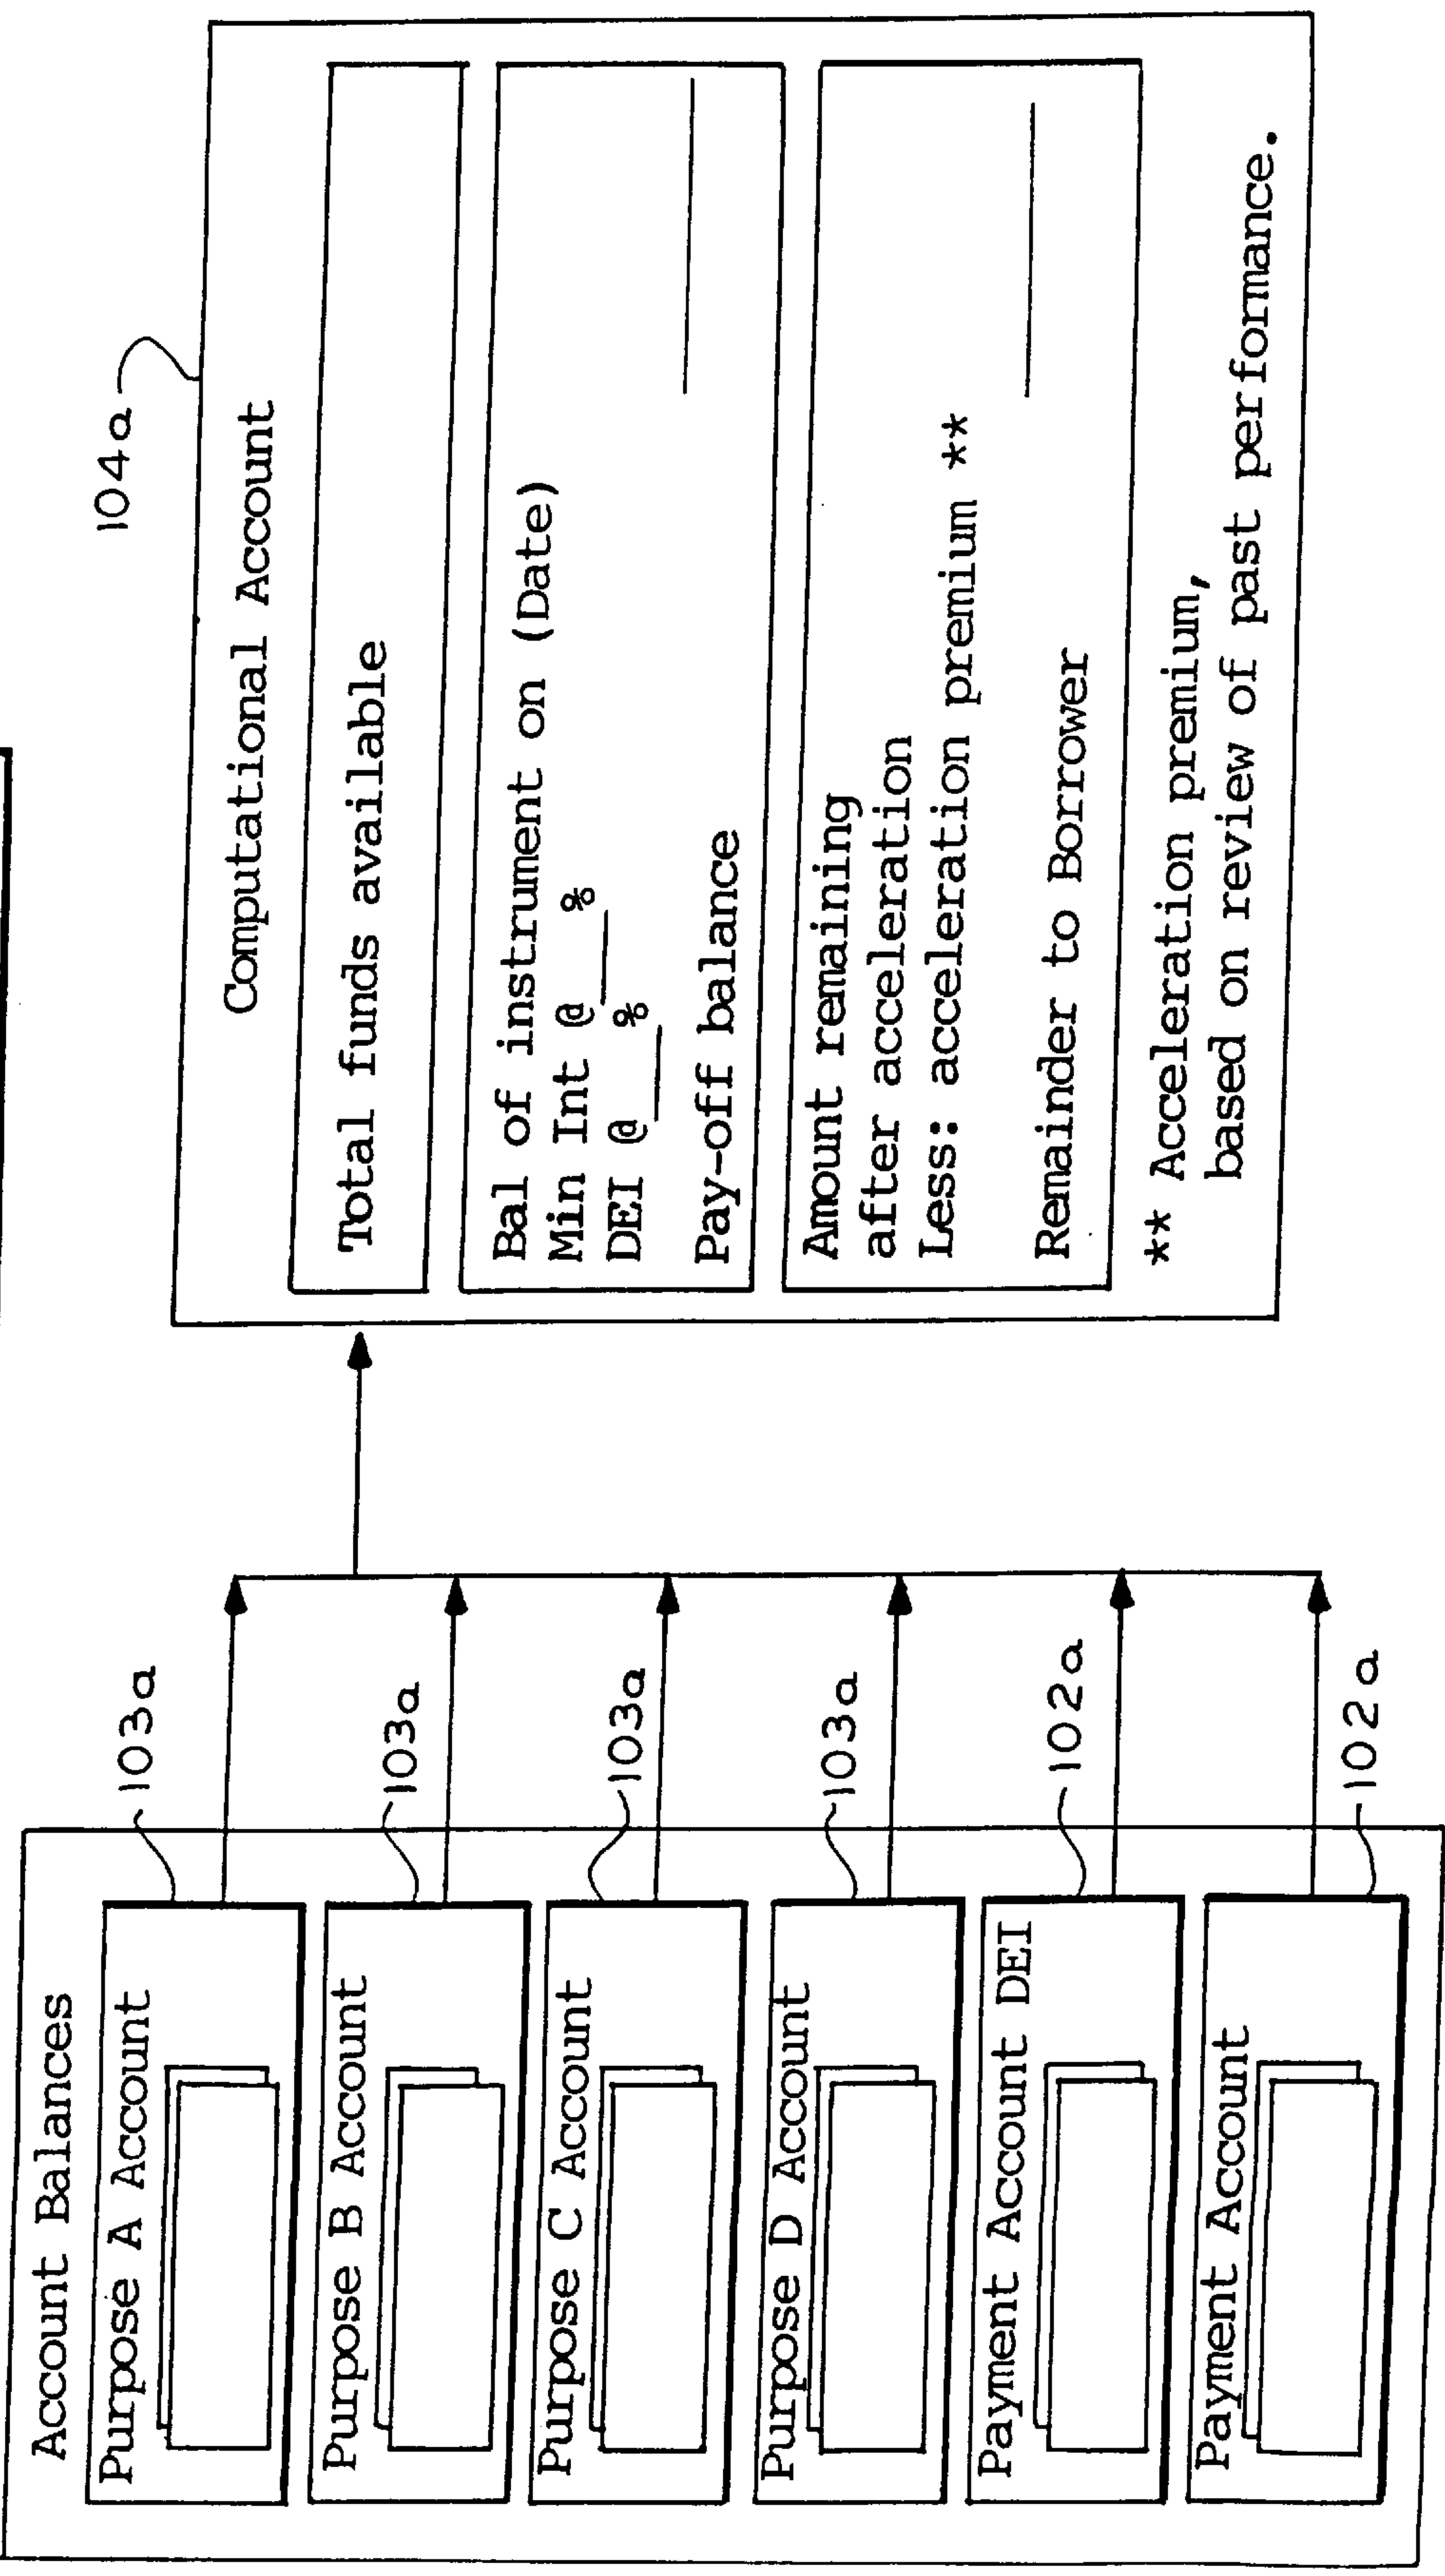 Account Balances
Purpose A Account
103a
Purpose B Account
103a
Purpose C Account
103a
Purpose D Account
103a
Payment Account DEI
102a
Payment Account
102a
104a
Computational Account
Total funds available
Bal of instrument on (Date)
Min Int @ ___ %
DEI @ ___ %
Pay-off balance
Amount remaining
after acceleration
Less: acceleration premium **
Remainder to Borrower
** Acceleration premium,
based on review of past performance.